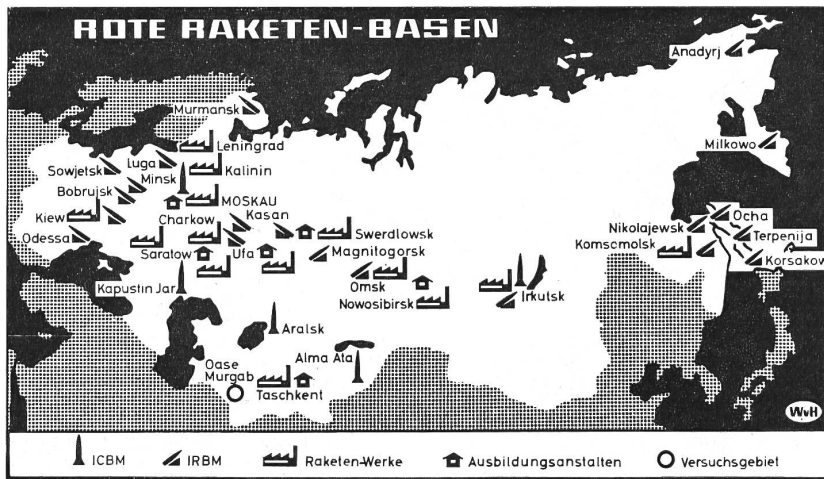 ROTE RAKETEN-BASEN
Anadyrj
Murmansk
Leningrad
Milkowo
Luga
Kalinin
Sowjetsk
Minsk
Bobrujsk
MOSKAU
Kiew
Charkow
Kasan
Swerdlowsk
Odessa
Saratow
Ufa
Magnitogorsk
Nikolajewsk
Ocha
Terpenija
Komsomolsk
Korsakow
Kapustin Jar
Omsk
Nowosibirsk
Irkutsk
Aralsk
Alma Ata
Oase
Murgab
Taschkent
WvH
ICBM
IRBM
Raketen-Werke
Ausbildungsanstalten
Versuchsgebiet